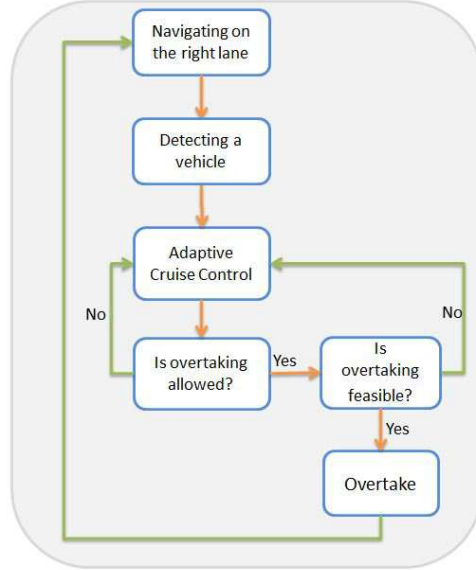 Navigating on
the right lane
Detecting a
vehicle
Adaptive
Cruise Control
No
No
Is overtaking
allowed?
Yes
Is
overtaking
feasible?
Yes
Overtake